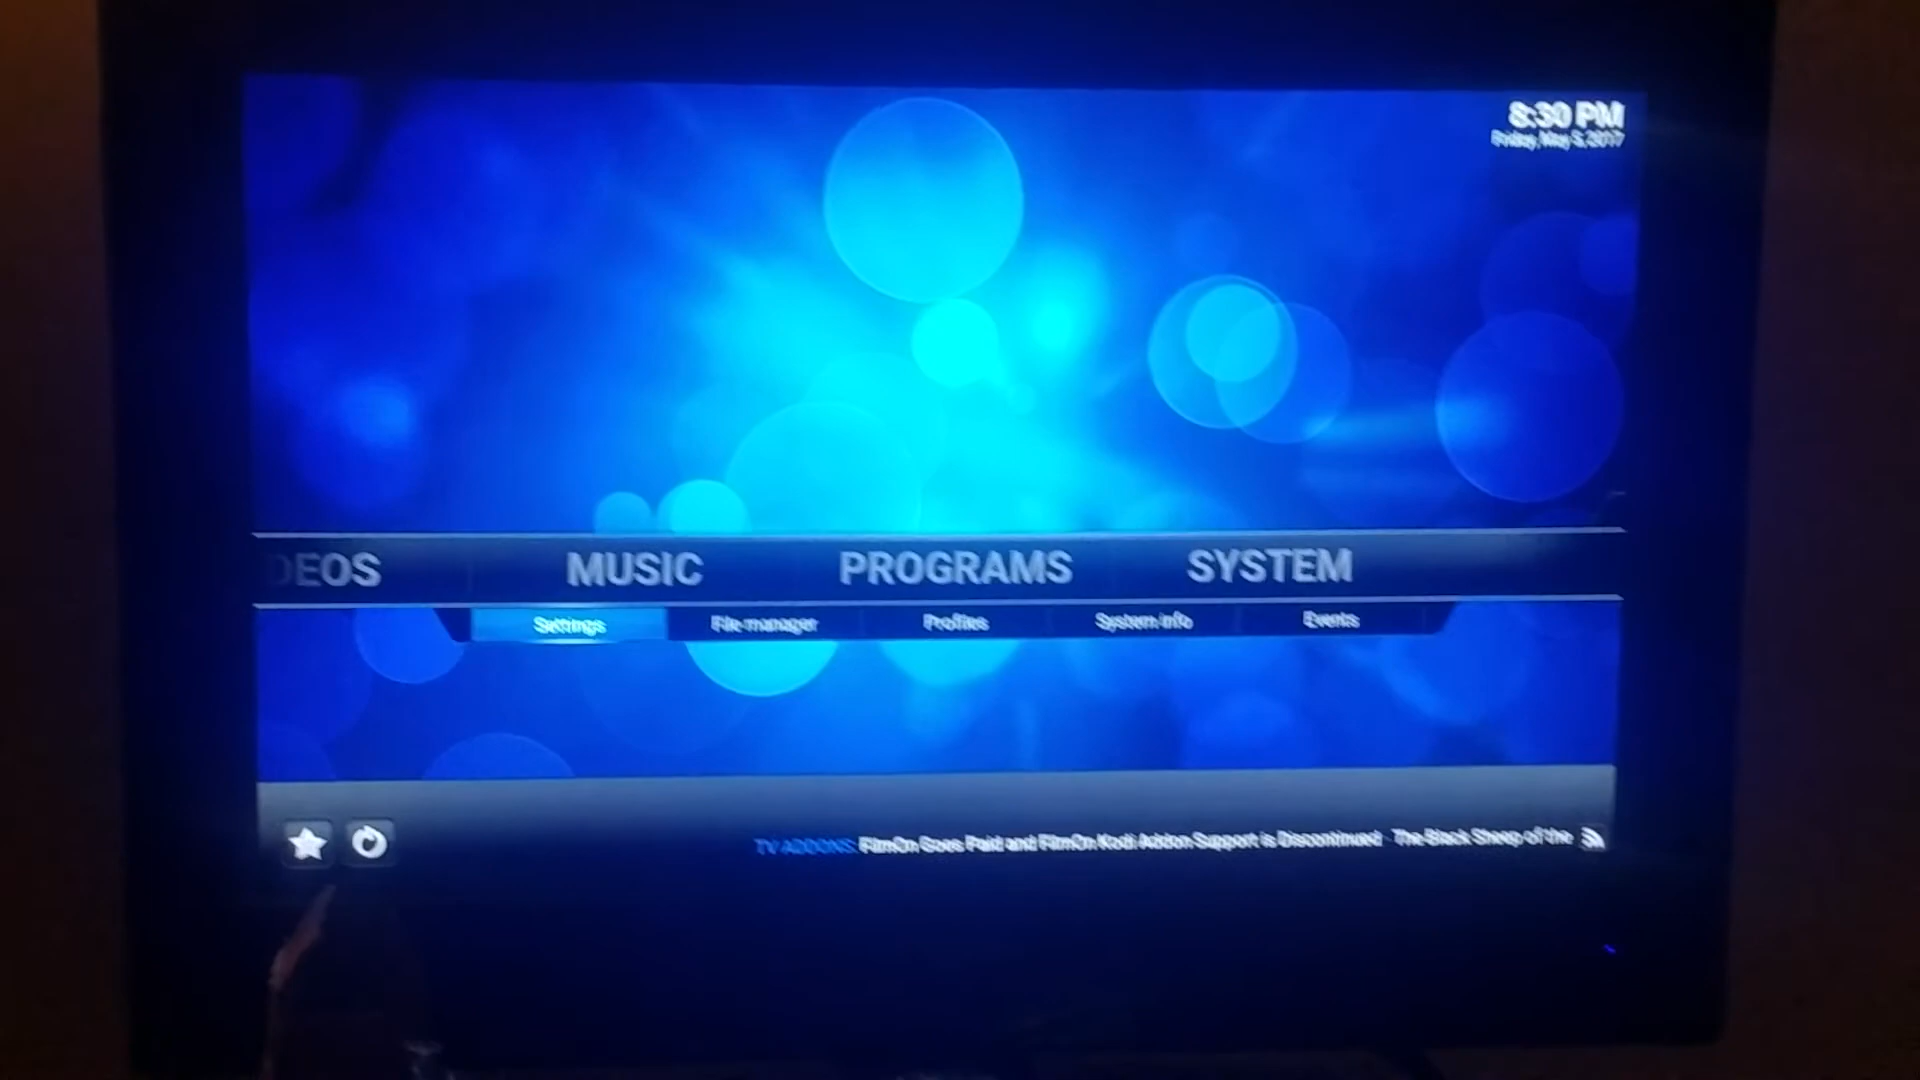 8:30 PM
Friday, May 5, 2017
DEOS MUSIC PROGRAMS SYSTEM
Settings File manager Profiles System info Events
TV ADDONS: FilmOn Goes Paid and FilmOn Kodi Addon Support is Discontinued - The Black Sheep of the